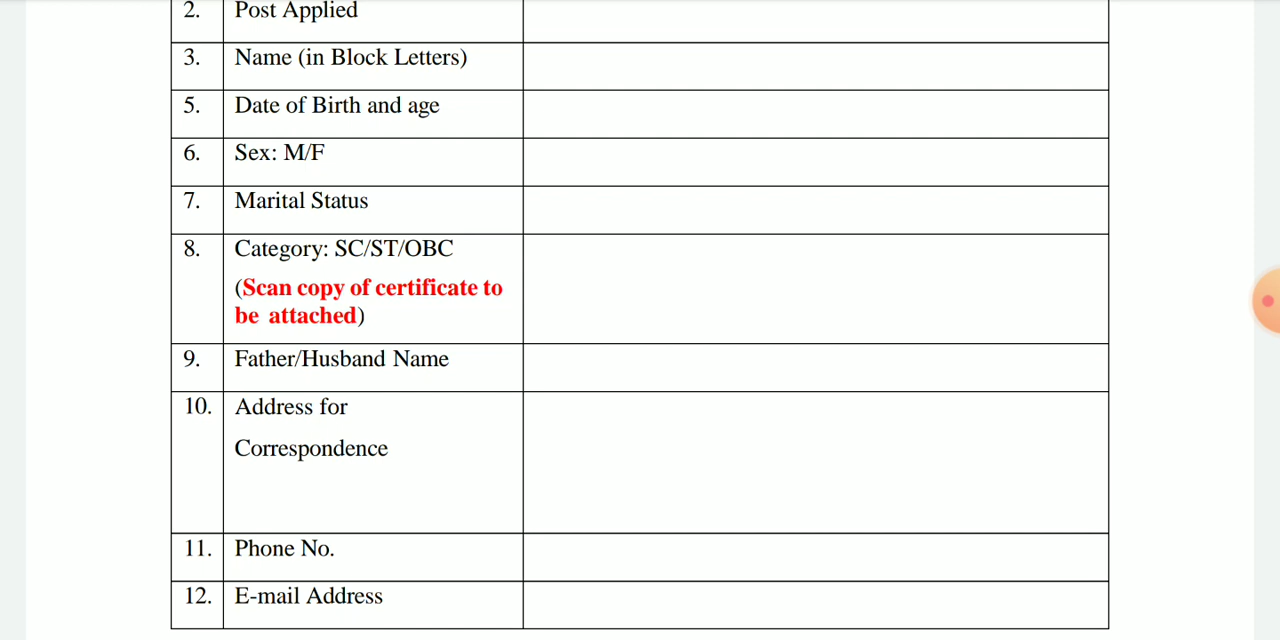 2. Post Applied
3. Name (in Block Letters)
5. Date of Birth and age
6. Sex: M/F
7. Marital Status
8. Category: SC/ST/OBC
(Scan copy of certificate to
be attached)
9. Father/Husband Name
10. Address for
Correspondence
11. Phone No.
12. E-mail Address